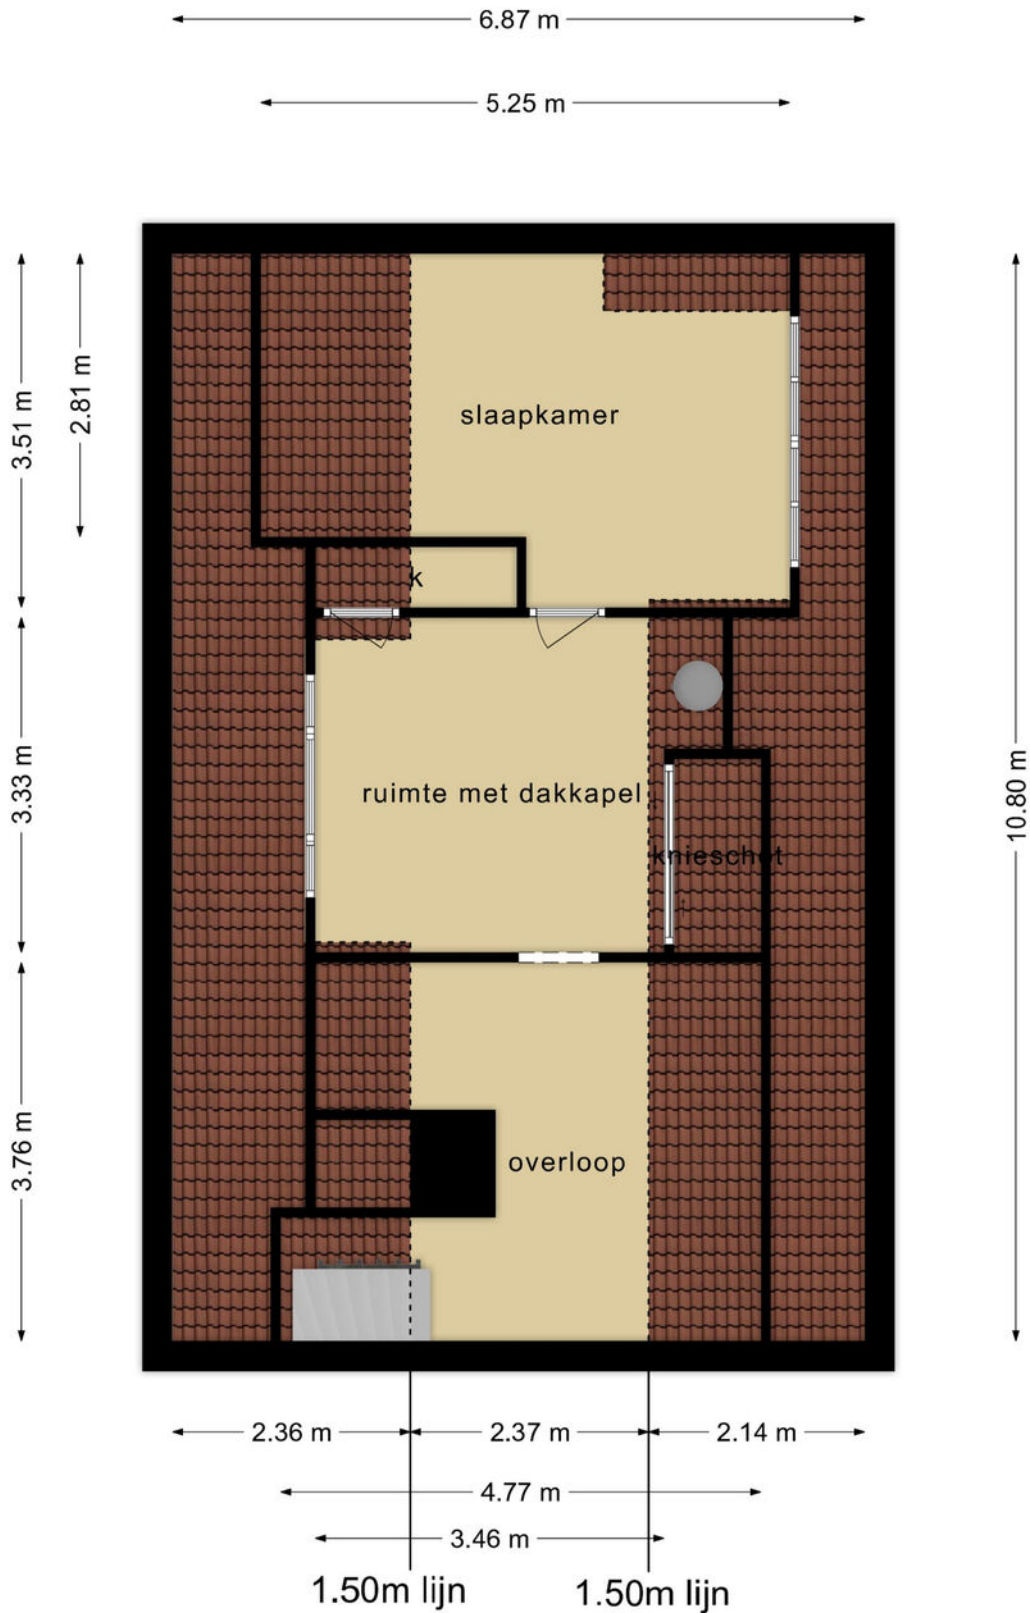 6.87 m
5.25 m
3.51 m
2.81 m
slaapkamer
k
3.33 m
ruimte met dakkapel
10.80 m
knieschot
3.76 m
overloop
2.36 m
2.37 m
2.14 m
4.77 m
3.46 m
1.50m lijn
1.50m lijn